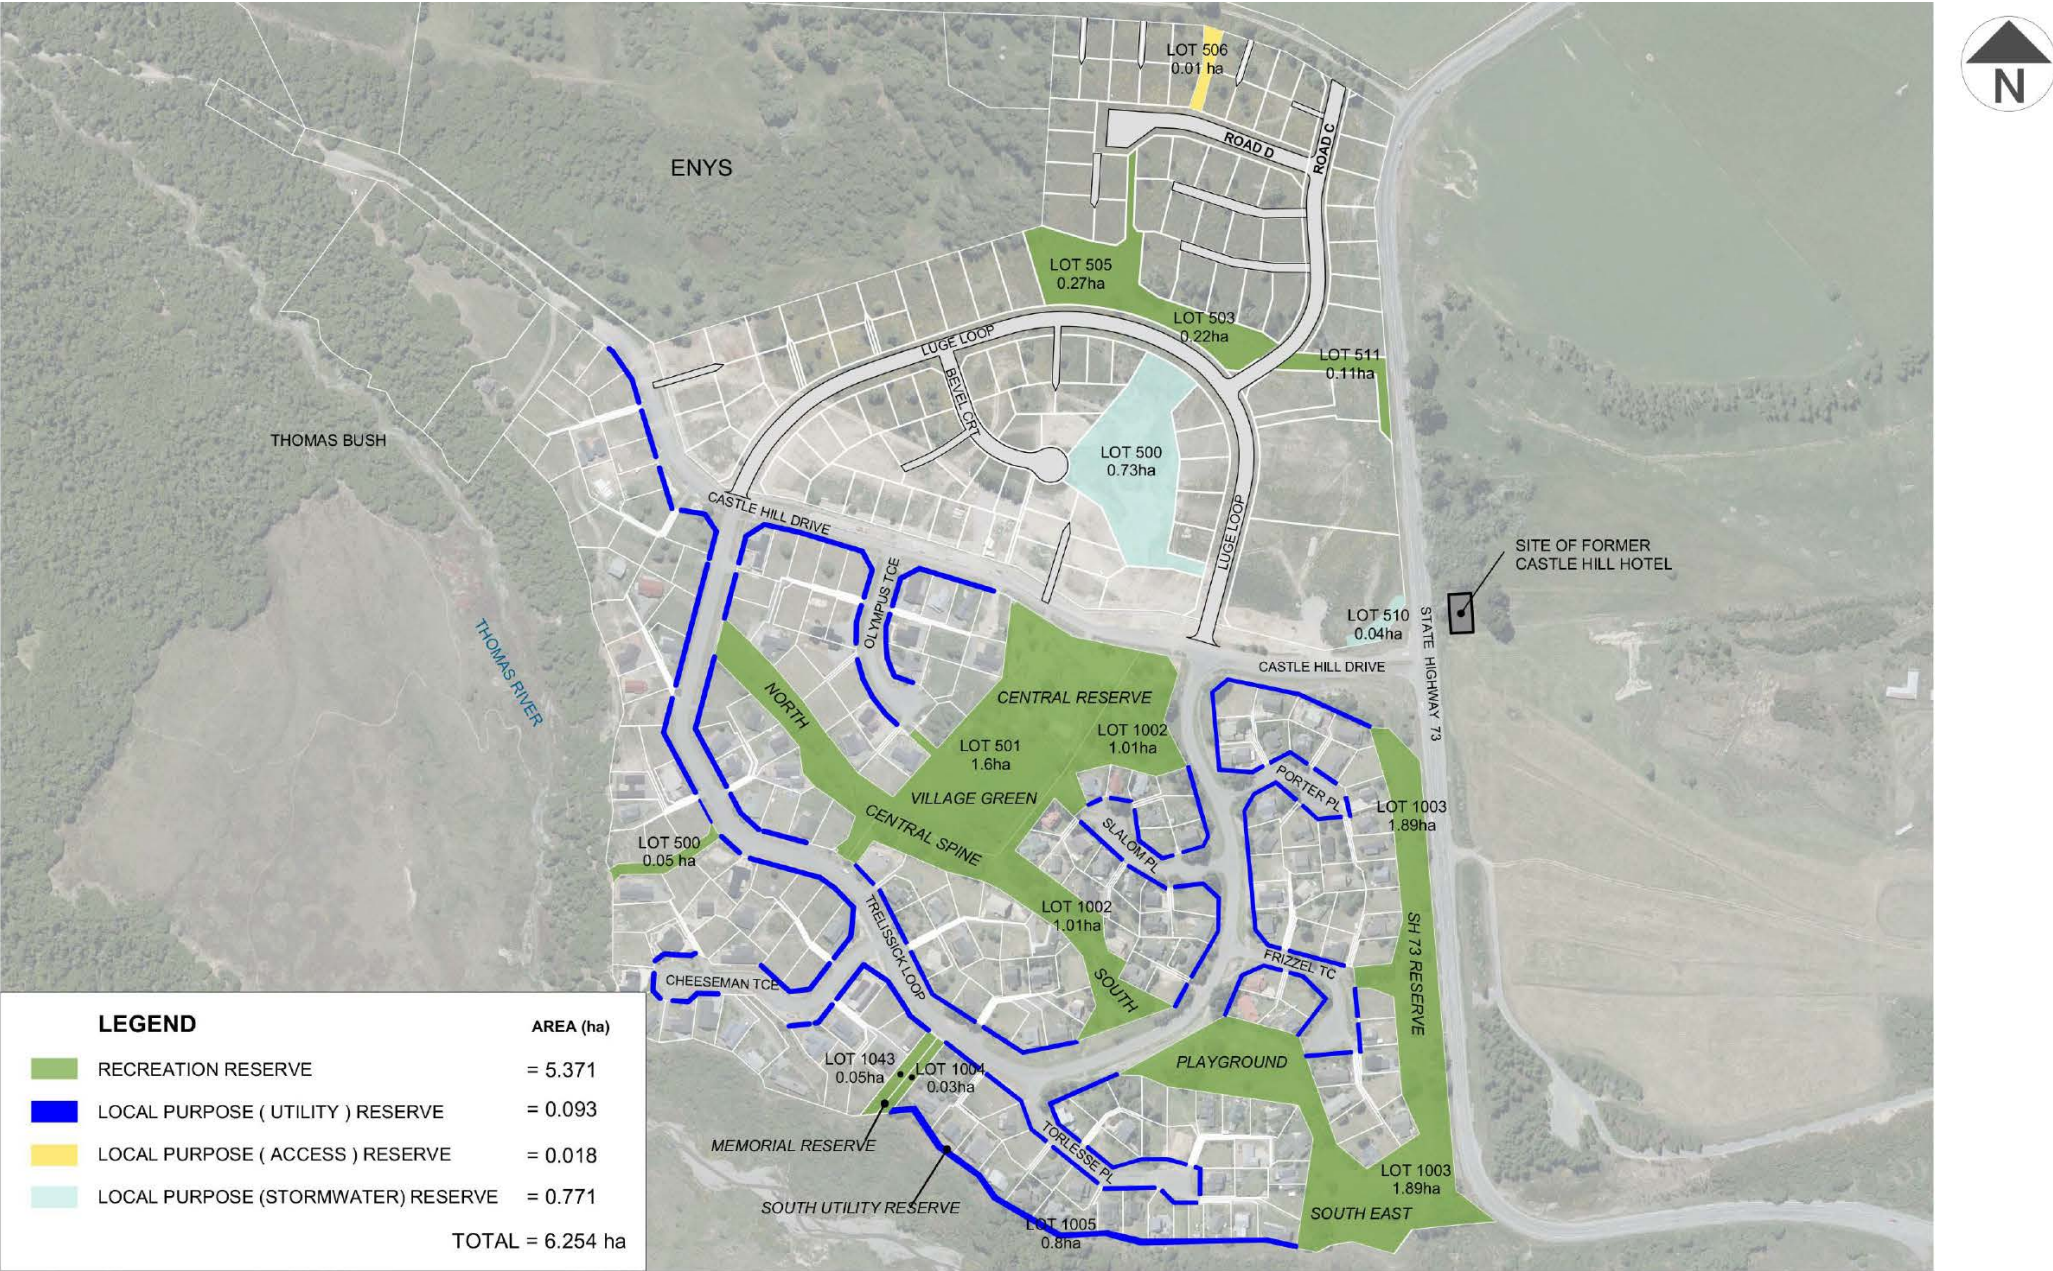 LOT 506
0.01 ha
N
ROAD D
ROAD C
ENYS
LOT 505
0.27ha
LOT 503
0.22ha
LUGE LOOP
LOT 511
0.11ha
BEVEL CRT
THOMAS BUSH
LOT 500
0.73ha
CASTLE HILL DRIVE
LUGE LOOP
SITE OF FORMER
CASTLE HILL HOTEL
OLYMPUS TCE
LOT 510
0.04ha
STATE HIGHWAY 73
THOMAS RIVER
CASTLE HILL DRIVE
NORTH
CENTRAL RESERVE
LOT 1002
1.01ha
LOT 501
1.6ha
PORTER PL
VILLAGE GREEN
LOT 1003
1.89ha
CENTRAL SPINE
SLALOM PL
LOT 500
0.05 ha
LOT 1002
1.01ha
TRELISSICK LOOP
SH 73 RESERVE
FRIZZEL TC
SOUTH
CHEESEMAN TCE
LOT 1043
0.05ha
LOT 1004
0.03ha
PLAYGROUND
MEMORIAL RESERVE
TORLESSE PL
LOT 1003
1.89ha
SOUTH UTILITY RESERVE
SOUTH EAST
LOT 1005
0.8ha
LEGEND
AREA (ha)
RECREATION RESERVE = 5.371
LOCAL PURPOSE ( UTILITY ) RESERVE = 0.093
LOCAL PURPOSE ( ACCESS ) RESERVE = 0.018
LOCAL PURPOSE (STORMWATER) RESERVE = 0.771
TOTAL = 6.254 ha